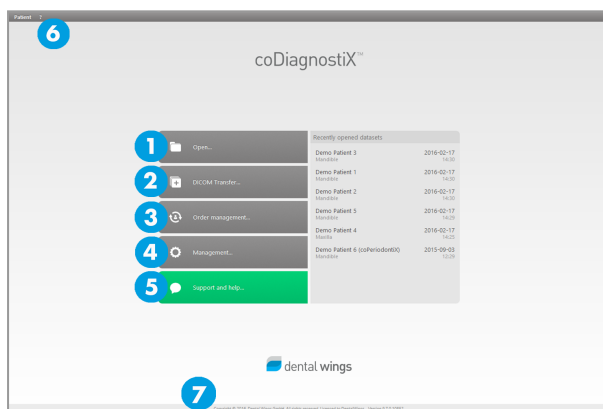 Patient ?
6
coDiagnostiX™
1 Open...
2 DICOM Transfer...
3 Order management...
4 Management...
5 Support and help...
Recently opened datasets
Demo Patient 3 2016-02-17
Mandible 14:30
Demo Patient 1 2016-02-17
Mandible 14:30
Demo Patient 2 2016-02-17
Mandible 14:30
Demo Patient 5 2016-02-17
Mandible 14:29
Demo Patient 4 2016-02-17
Maxilla 14:29
Demo Patient 6 (coPeriodontiX) 2015-09-03
Mandible 12:29
dental wings
7